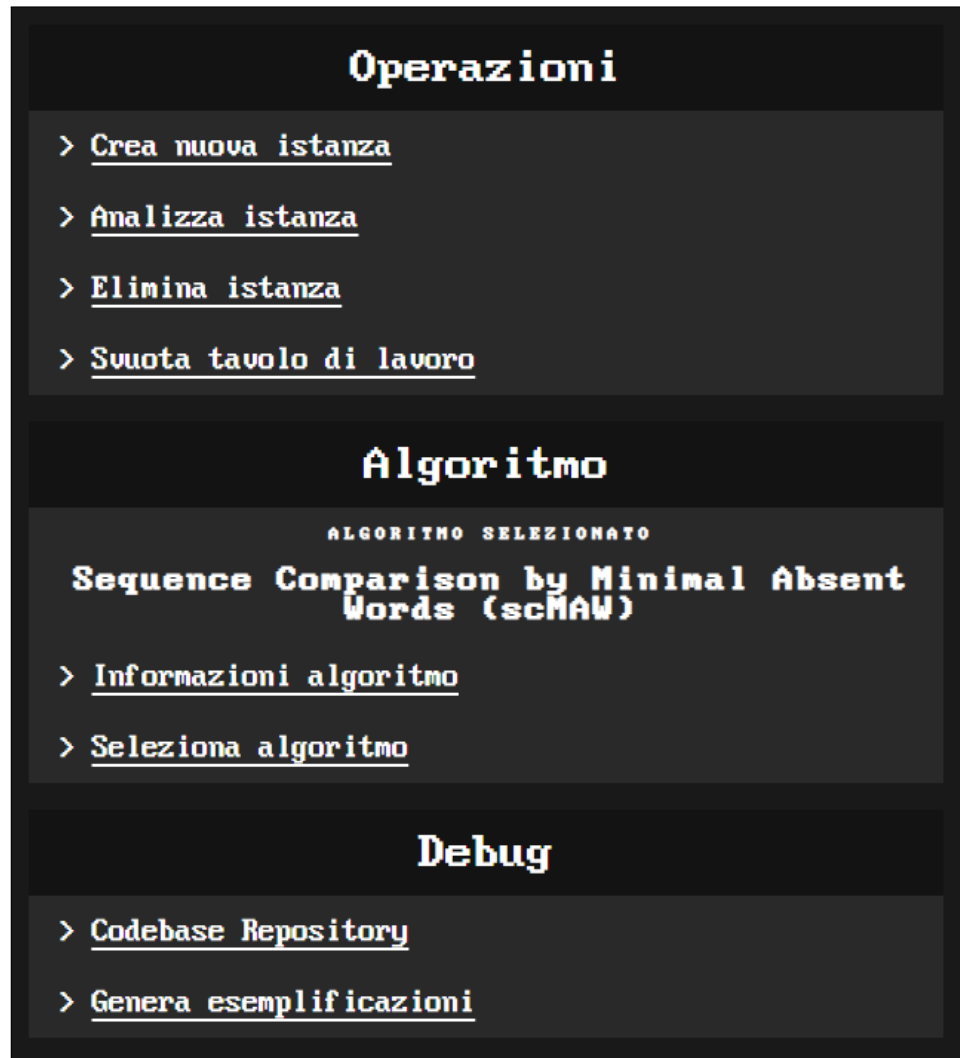 Operazioni
> Crea nuova istanza
> Analizza istanza
> Elimina istanza
> Svuota tavolo di lavoro
Algoritmo
ALGORITMO SELEZIONATO
Sequence Comparison by Minimal Absent
Words (scMAW)
> Informazioni algoritmo
> Seleziona algoritmo
Debug
> Codebase Repository
> Genera esemplificazioni